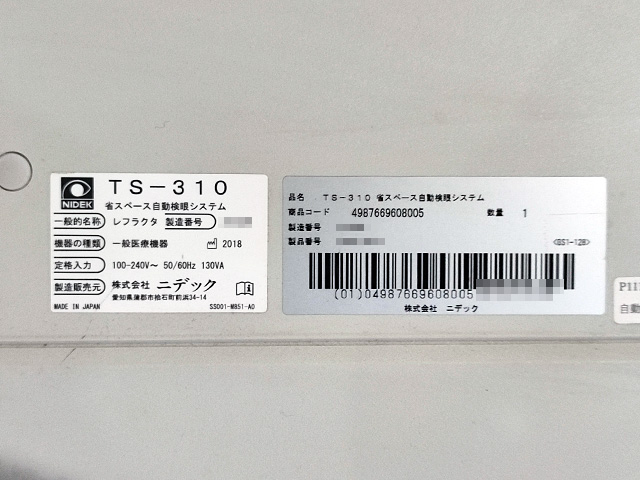 NIDEK
TS-310
省スペース自動検眼システム
一般的名称 レフラクタ 製造番号
機器の種類 一般医療機器 2018
定格入力 100-240V～ 50/60Hz 130VA
製造販売元 株式会社 ニデック
愛知県蒲郡市拾石町前浜34-14
MADE IN JAPAN SS001-MB51-A0
品名 TS-310 省スペース自動検眼システム
商品コード 4987669608005 数量 1
製造番号
製品番号 <GS1-128>
(01)04987669608005
株式会社 ニデック
P11
自動